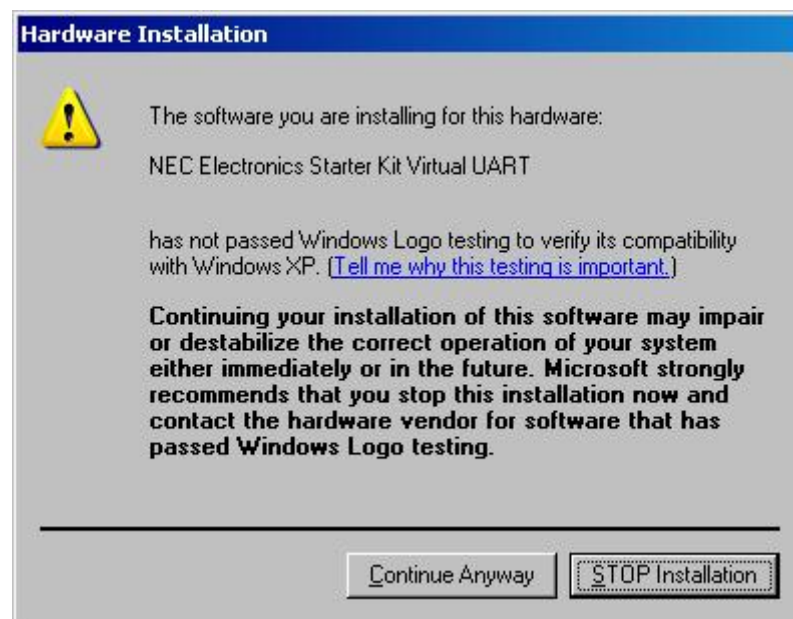 Hardware Installation
The software you are installing for this hardware:
NEC Electronics Starter Kit Virtual UART
has not passed Windows Logo testing to verify its compatibility
with Windows XP. (Tell me why this testing is important.)
Continuing your installation of this software may impair
or destabilize the correct operation of your system
either immediately or in the future. Microsoft strongly
recommends that you stop this installation now and
contact the hardware vendor for software that has
passed Windows Logo testing.
Continue Anyway
STOP Installation